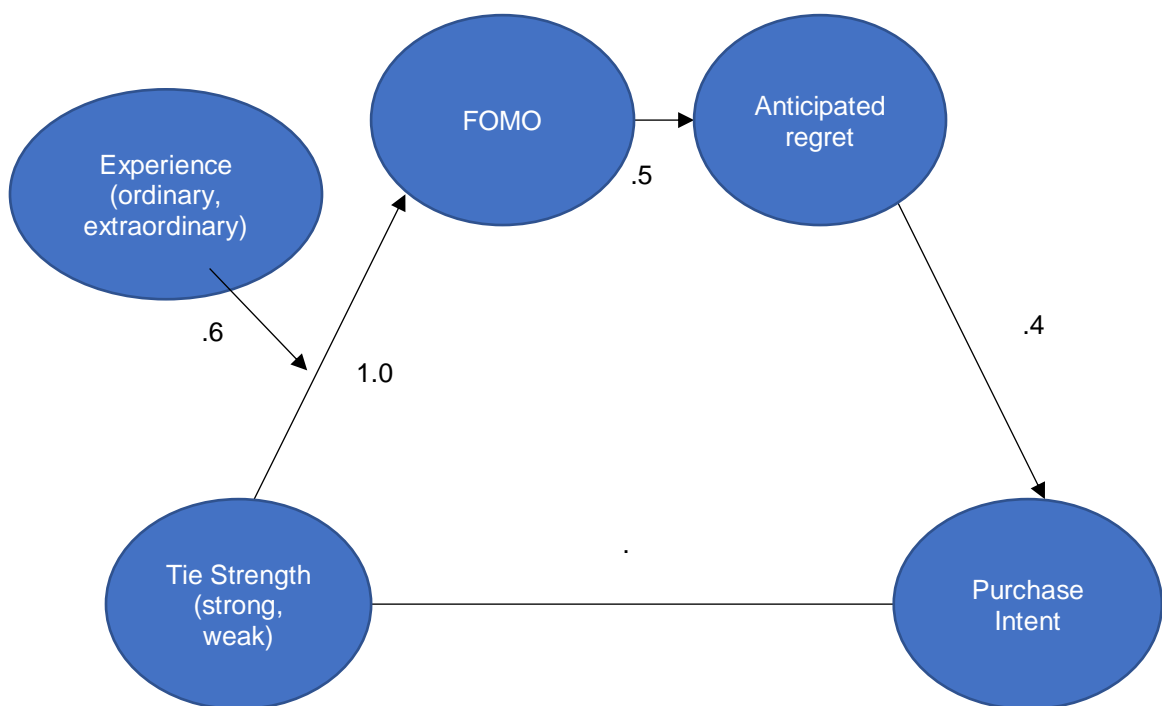 FOMO
Anticipated
regret
Experience
(ordinary,
extraordinary)
.5
.6
.4
1.0
.
Tie Strength
(strong,
weak)
Purchase
Intent